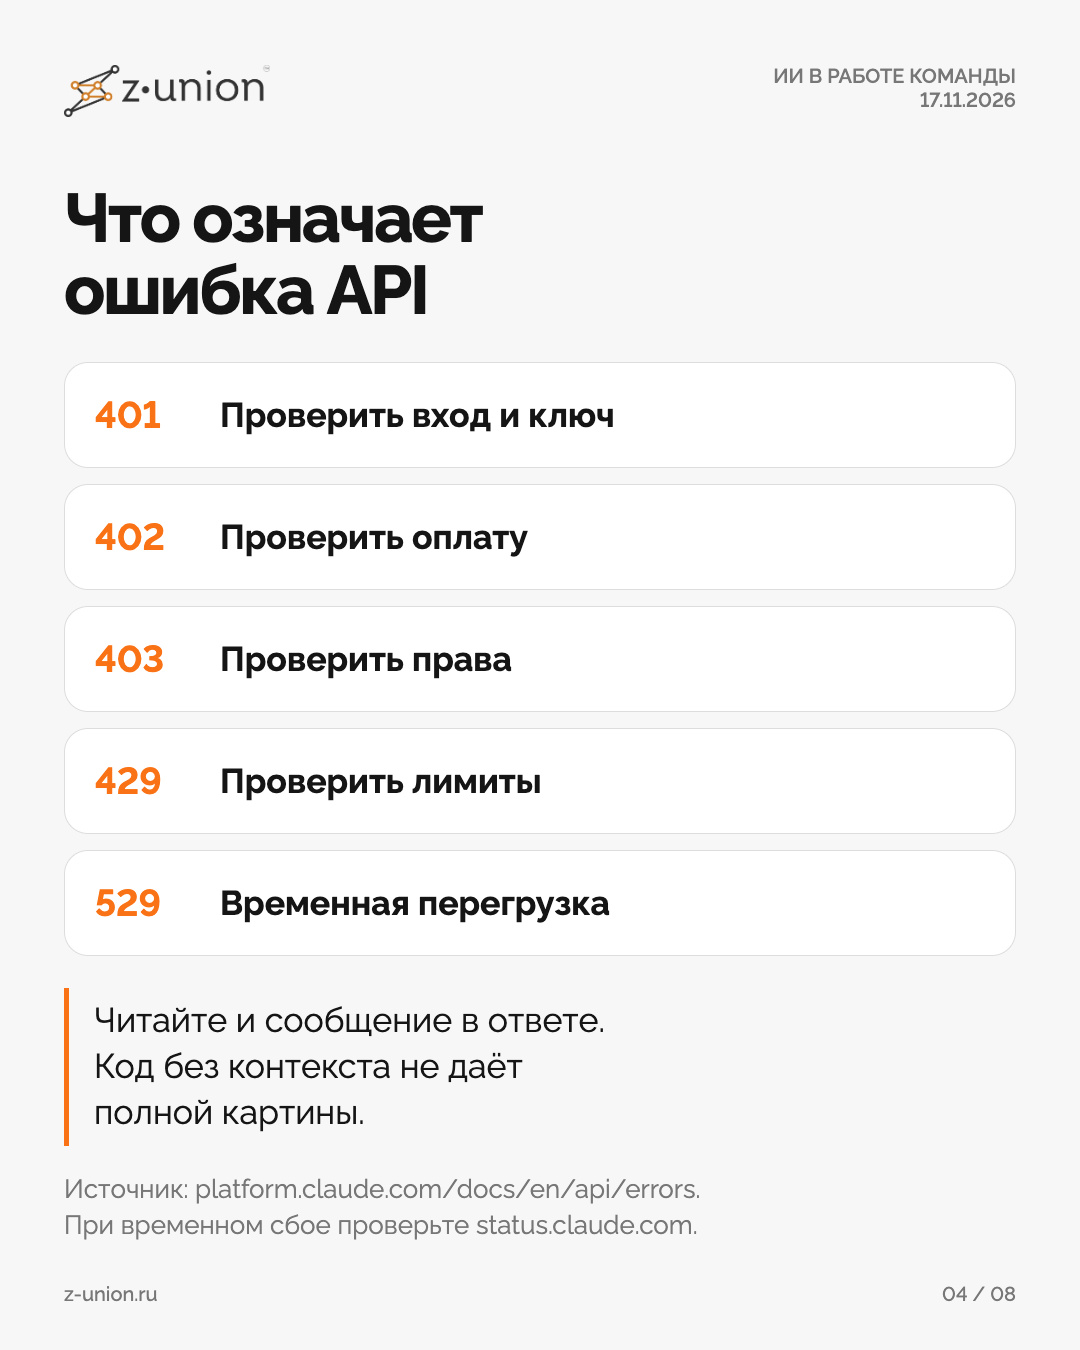 z·union
ИИ В РАБОТЕ КОМАНДЫ
17.11.2026
Что означает
ошибка API
401 Проверить вход и ключ
402 Проверить оплату
403 Проверить права
429 Проверить лимиты
529 Временная перегрузка
Читайте и сообщение в ответе.
Код без контекста не даёт
полной картины.
Источник: platform.claude.com/docs/en/api/errors.
При временном сбое проверьте status.claude.com.
z-union.ru
04 / 08